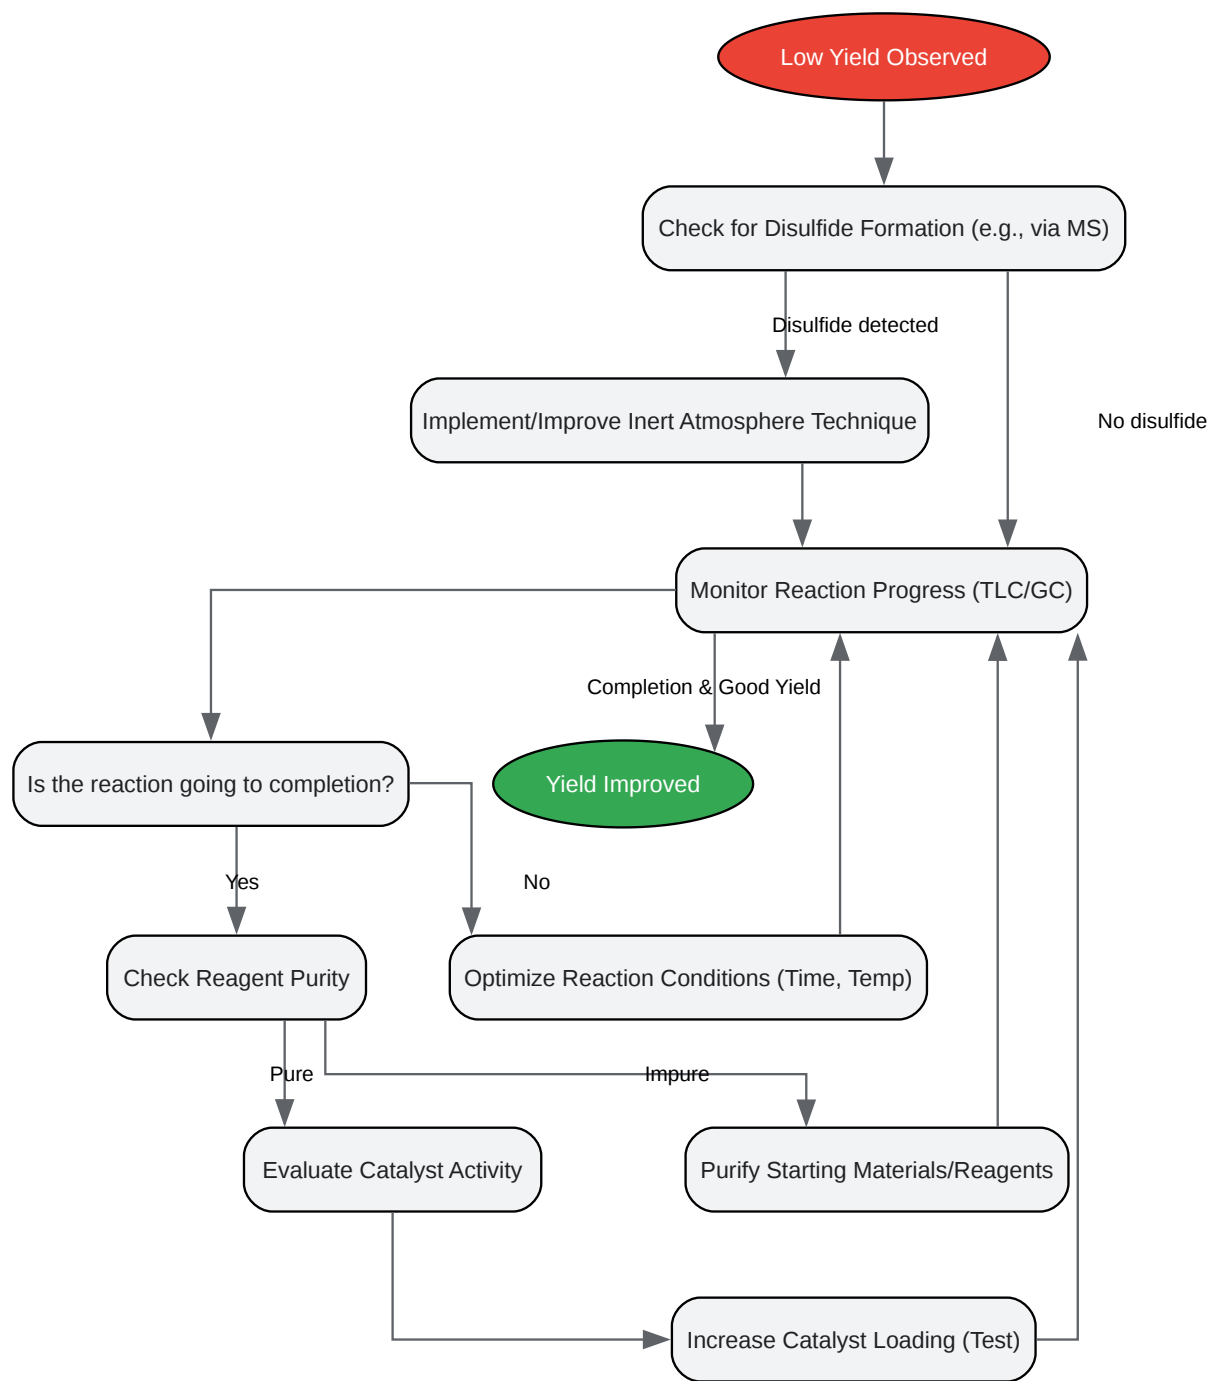 Low Yield Observed
Check for Disulfide Formation (e.g., via MS)
Disulfide detected
Implement/Improve Inert Atmosphere Technique
No disulfide
Monitor Reaction Progress (TLC/GC)
Completion & Good Yield
Is the reaction going to completion?
Yield Improved
Yes
No
Check Reagent Purity
Optimize Reaction Conditions (Time, Temp)
Pure
Impure
Evaluate Catalyst Activity
Purify Starting Materials/Reagents
Increase Catalyst Loading (Test)